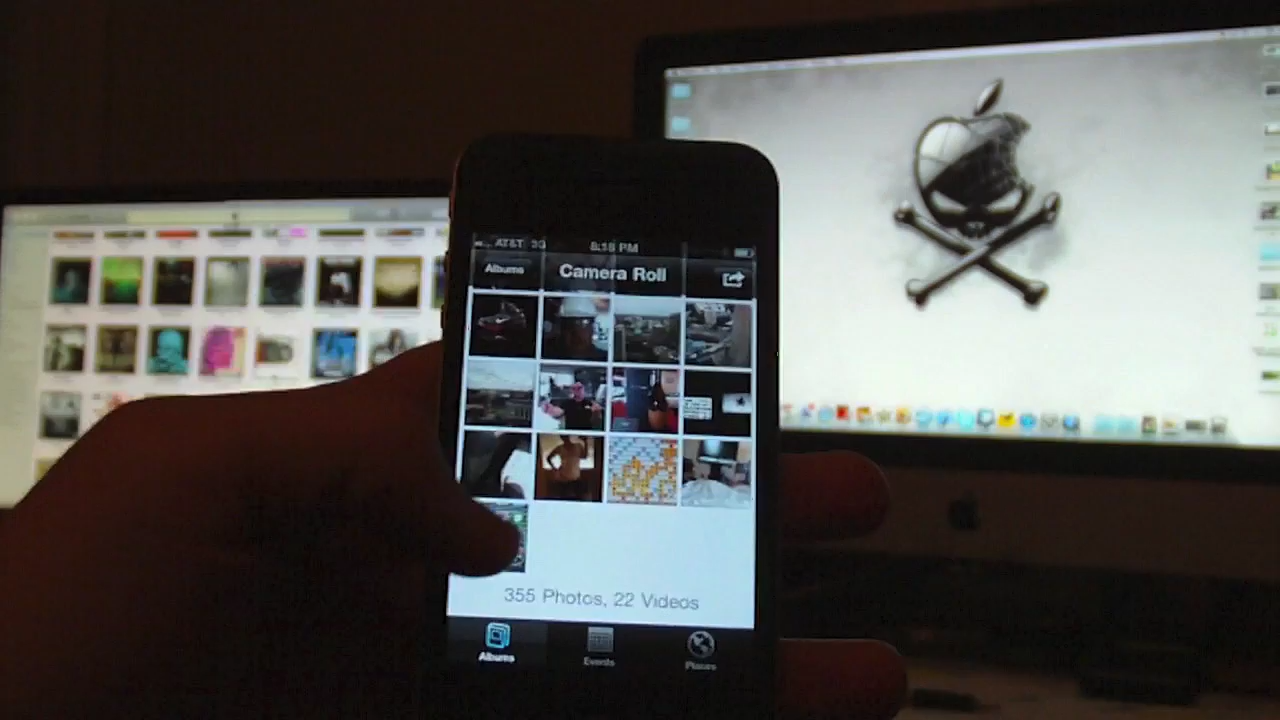 AT&T 3G 8:18 PM
Albums Camera Roll
355 Photos, 22 Videos
Albums Events Places